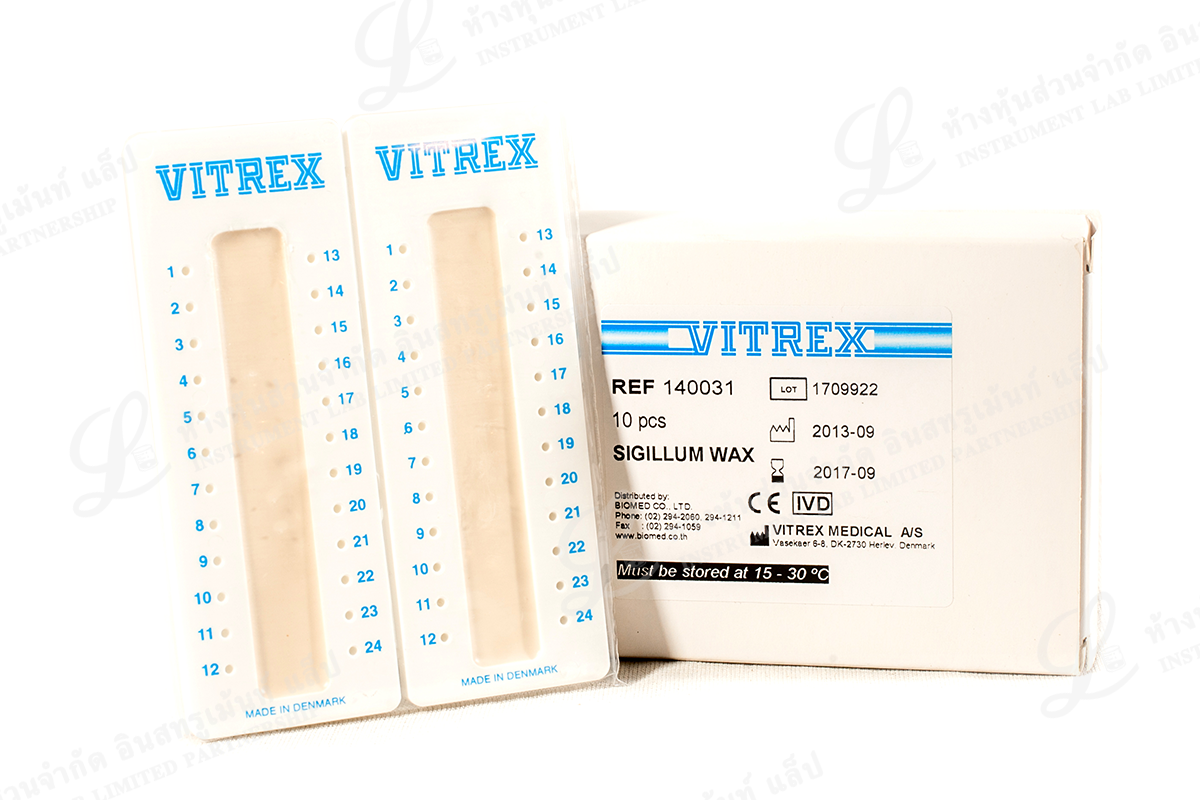 VITREX
1 13
2 14
3 15
4 16
5 17
6 18
7 19
8 20
9 21
10 22
11 23
12 24
MADE IN DENMARK
VITREX
1 13
2 14
3 15
4 16
5 17
6 18
7 19
8 20
9 21
10 22
11 23
12 24
MADE IN DENMARK
VITREX
REF 140031 LOT 1709922
10 pcs 2013-09
SIGILLUM WAX 2017-09
Distributed by:
BIOMED CO., LTD.
Phone: (02) 294-2060, 294-1211
Fax : (02) 294-1059
www.biomed.co.th
CE IVD
VITREX MEDICAL A/S
Vasekaer 6-8, DK-2730 Herlev, Denmark
Must be stored at 15 - 30 ºC
ห้างหุ้นส่วนจำกัด อินสทรูเม้นท์ แล็ป
INSTRUMENT LAB LIMITED PARTNERSHIP